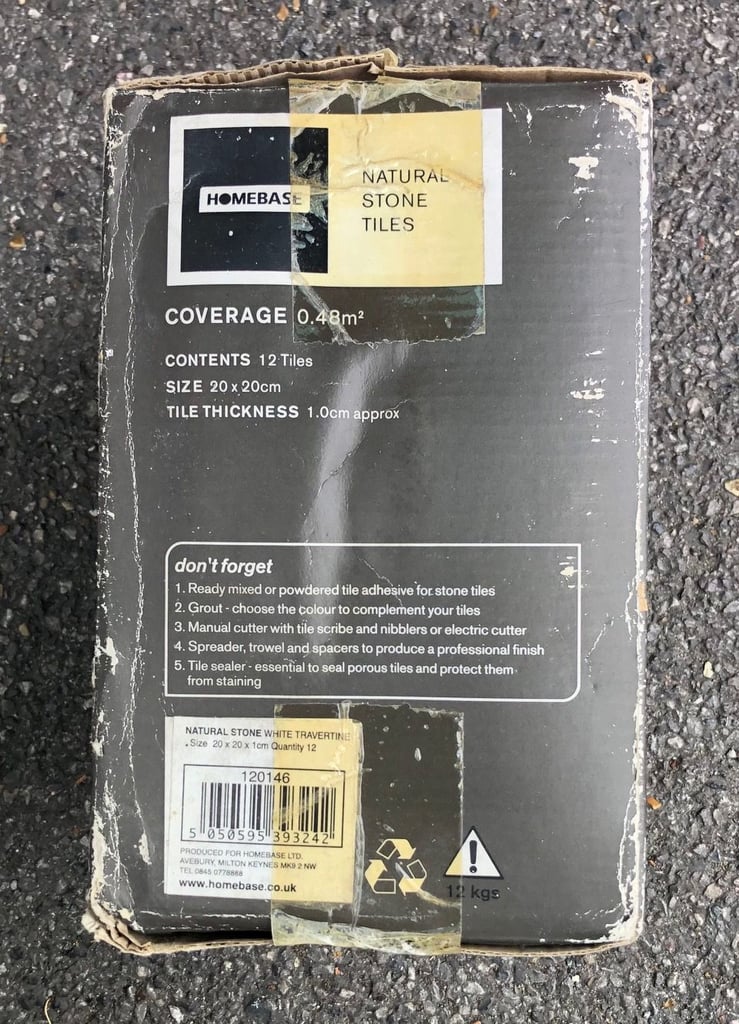 HOMEBASE
NATURAL
STONE
TILES
COVERAGE 0.48m²
CONTENTS 12 Tiles
SIZE 20 x 20cm
TILE THICKNESS 1.0cm approx
don't forget
1. Ready mixed or powdered tile adhesive for stone tiles
2. Grout - choose the colour to complement your tiles
3. Manual cutter with tile scribe and nibblers or electric cutter
4. Spreader, trowel and spacers to produce a professional finish
5. Tile sealer - essential to seal porous tiles and protect them
from staining
NATURAL STONE WHITE TRAVERTINE
Size 20 x 20 x 1cm Quantity 12
120146
5 050595 393242
PRODUCED FOR HOMEBASE LTD.
AVEBURY, MILTON KEYNES MK9 2 NW
TEL 0845 0778888
www.homebase.co.uk
12 kgs